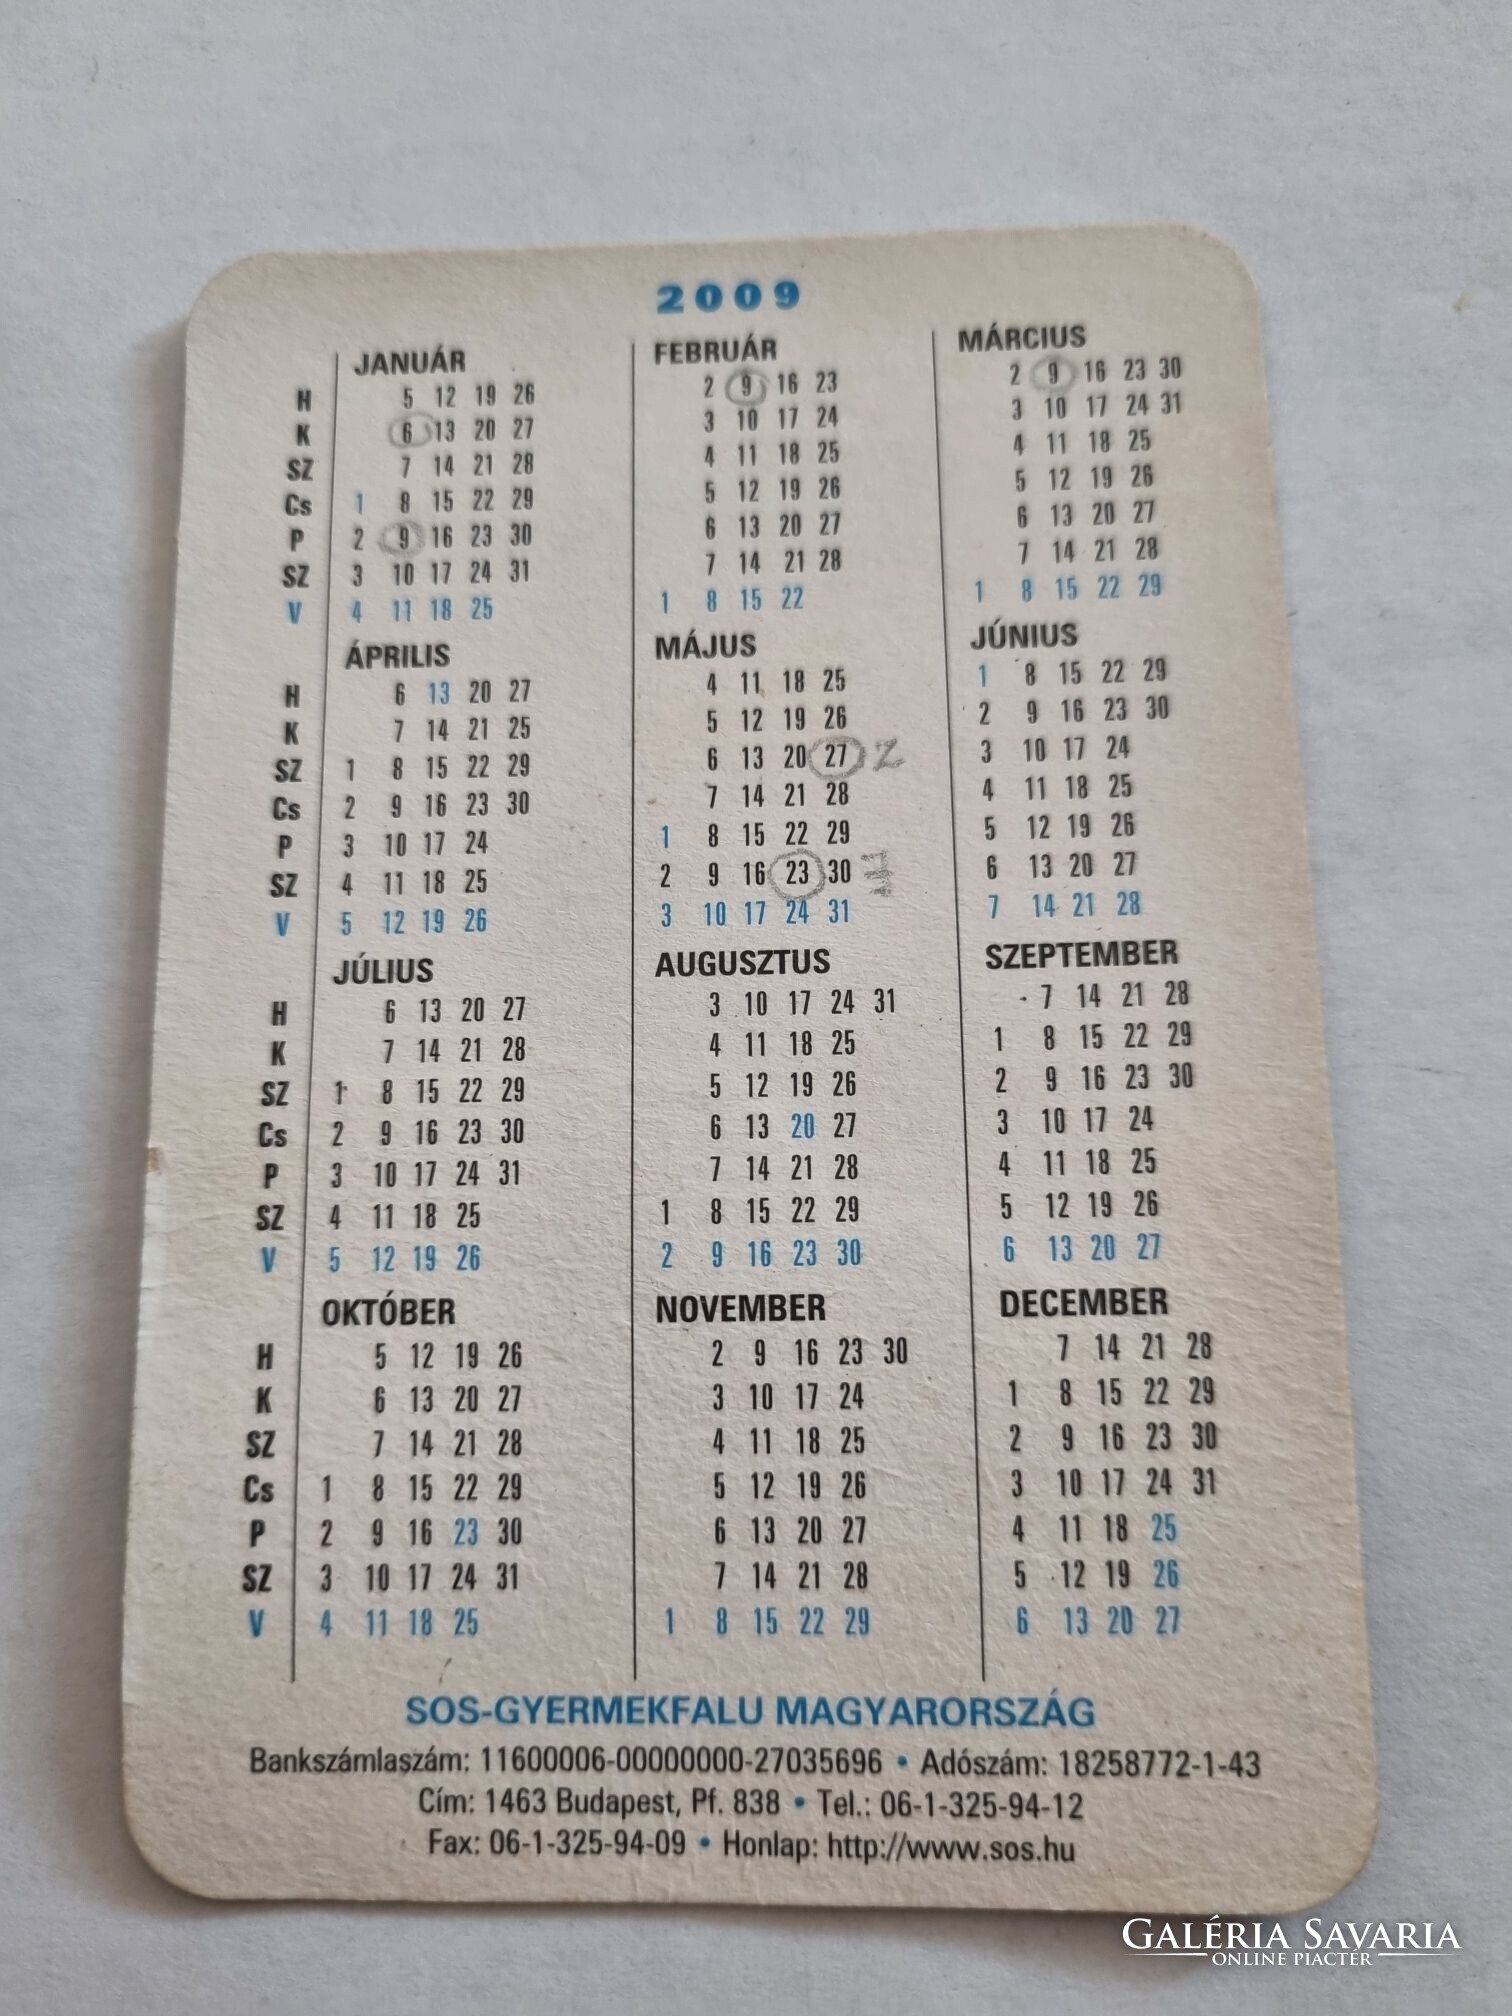 2009
JANUÁR FEBRUÁR MÁRCIUS
H 5 12 19 26 2 9 16 23 2 9 16 23 30
K 6 13 20 27 3 10 17 24 3 10 17 24 31
SZ 7 14 21 28 4 11 18 25 4 11 18 25
Cs 1 8 15 22 29 5 12 19 26 5 12 19 26
P 2 9 16 23 30 6 13 20 27 6 13 20 27
SZ 3 10 17 24 31 7 14 21 28 7 14 21 28
V 4 11 18 25 1 8 15 22 1 8 15 22 29
ÁPRILIS MÁJUS JÚNIUS
H 6 13 20 27 4 11 18 25 1 8 15 22 29
K 7 14 21 25 5 12 19 26 2 9 16 23 30
SZ 1 8 15 22 29 6 13 20 27 Z 3 10 17 24
Cs 2 9 16 23 30 7 14 21 28 4 11 18 25
P 3 10 17 24 1 8 15 22 29 5 12 19 26
SZ 4 11 18 25 2 9 16 23 30 6 13 20 27
V 5 12 19 26 3 10 17 24 31 7 14 21 28
JÚLIUS AUGUSZTUS SZEPTEMBER
H 6 13 20 27 3 10 17 24 31 7 14 21 28
K 7 14 21 28 4 11 18 25 1 8 15 22 29
SZ 1 8 15 22 29 5 12 19 26 2 9 16 23 30
Cs 2 9 16 23 30 6 13 20 27 3 10 17 24
P 3 10 17 24 31 7 14 21 28 4 11 18 25
SZ 4 11 18 25 1 8 15 22 29 5 12 19 26
V 5 12 19 26 2 9 16 23 30 6 13 20 27
OKTÓBER NOVEMBER DECEMBER
H 5 12 19 26 2 9 16 23 30 7 14 21 28
K 6 13 20 27 3 10 17 24 1 8 15 22 29
SZ 7 14 21 28 4 11 18 25 2 9 16 23 30
Cs 1 8 15 22 29 5 12 19 26 3 10 17 24 31
P 2 9 16 23 30 6 13 20 27 4 11 18 25
SZ 3 10 17 24 31 7 14 21 28 5 12 19 26
V 4 11 18 25 1 8 15 22 29 6 13 20 27
SOS-GYERMEKFALU MAGYARORSZÁG
Bankszámlaszám: 11600006-00000000-27035696 • Adószám: 18258772-1-43
Cím: 1463 Budapest, Pf. 838 • Tel.: 06-1-325-94-12
Fax: 06-1-325-94-09 • Honlap: http://www.sos.hu
GALÉRIA SAVARIA
ONLINE PIACTÉR